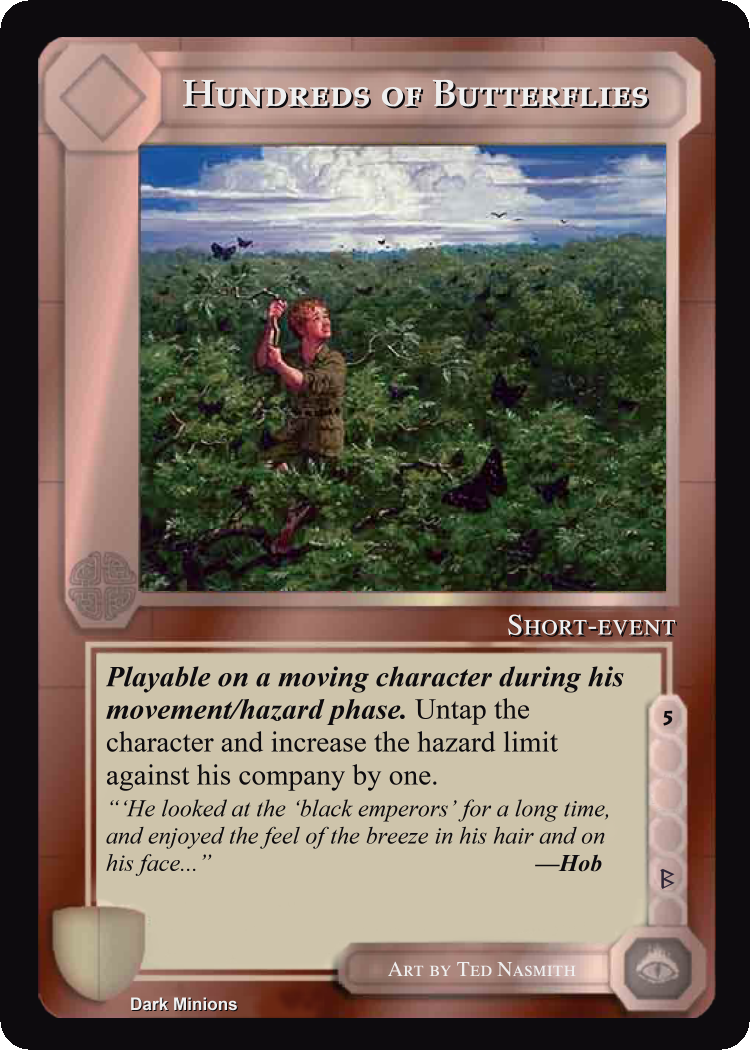 Hundreds of Butterflies
Short-event
Playable on a moving character during his
movement/hazard phase. Untap the
character and increase the hazard limit
against his company by one.
“‘He looked at the ‘black emperors’ for a long time,
and enjoyed the feel of the breeze in his hair and on
his face...” —Hob
5
ᛒ
Art by Ted Nasmith
Dark Minions